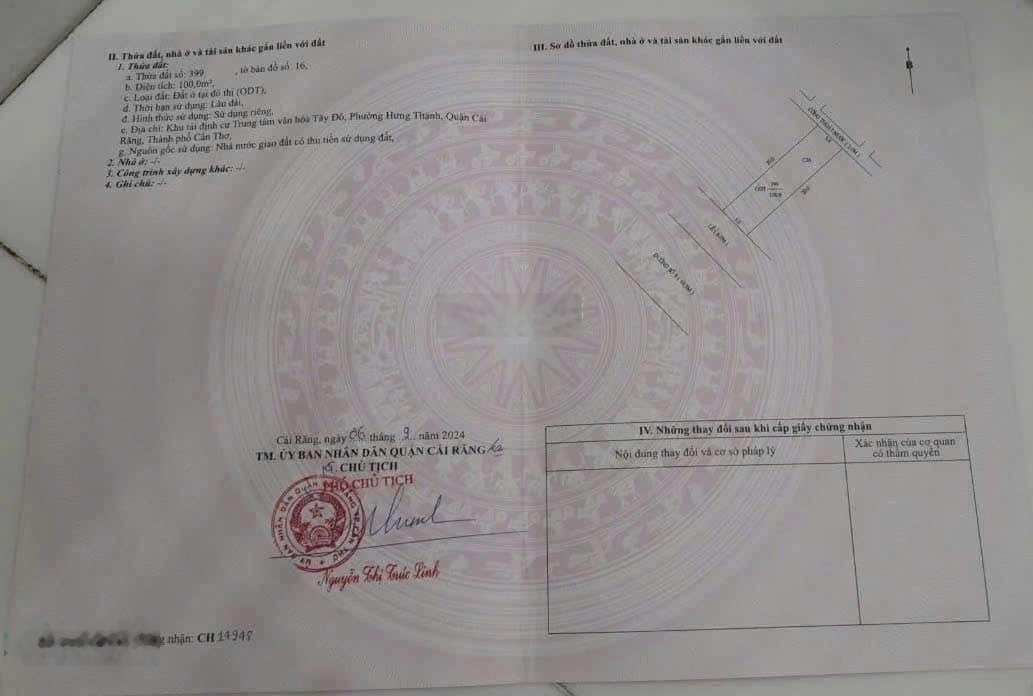 II. Thửa đất, nhà ở và tài sản khác gắn liền với đất
1. Thửa đất:
a. Thửa đất số: 399 , tờ bản đồ số: 16,
b. Diện tích: 100,0m²,
c. Loại đất: Đất ở tại đô thị (ODT),
d. Thời hạn sử dụng: Lâu dài,
đ. Hình thức sử dụng: Sử dụng riêng,
e. Địa chỉ: Khu tái định cư Trung tâm văn hóa Tây Đô, Phường Hưng Thạnh, Quận Cái
Răng, Thành phố Cần Thơ,
g. Nguồn gốc sử dụng: Nhà nước giao đất có thu tiền sử dụng đất,
2. Nhà ở: -/-
3. Công trình xây dựng khác: -/-
4. Ghi chú: -/-
Cái Răng, ngày 06 tháng 9 năm 2024
TM. ỦY BAN NHÂN DÂN QUẬN CÁI RĂNG
KT. CHỦ TỊCH
PHÓ CHỦ TỊCH
Nguyễn Thị Trúc Linh
nhận: CH 14948
III. Sơ đồ thửa đất, nhà ở và tài sản khác gắn liền với đất
B
ODT 399
100,0
IV. Những thay đổi sau khi cấp giấy chứng nhận
Nội dung thay đổi và cơ sở pháp lý
Xác nhận của cơ quan
có thẩm quyền